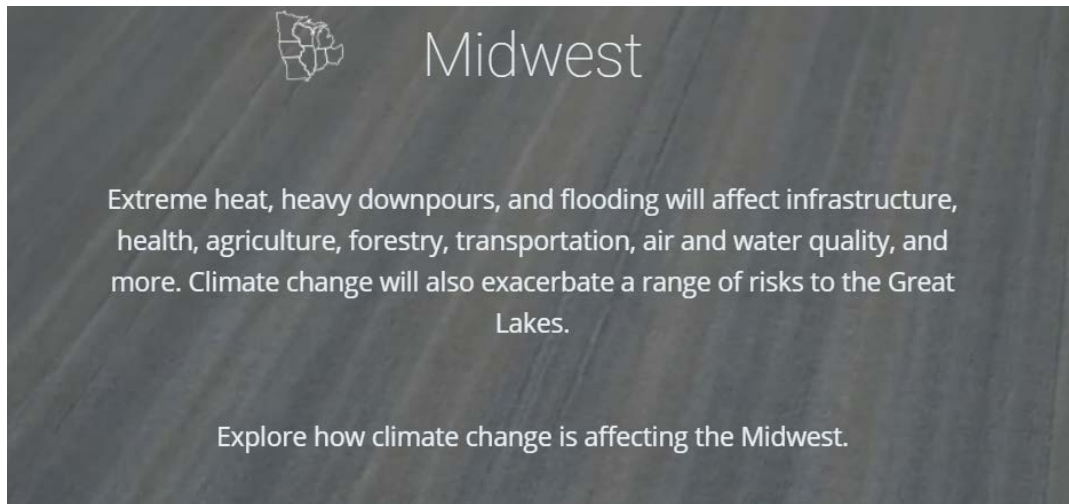 Midwest
Extreme heat, heavy downpours, and flooding will affect infrastructure,
health, agriculture, forestry, transportation, air and water quality, and
more. Climate change will also exacerbate a range of risks to the Great
Lakes.
Explore how climate change is affecting the Midwest.